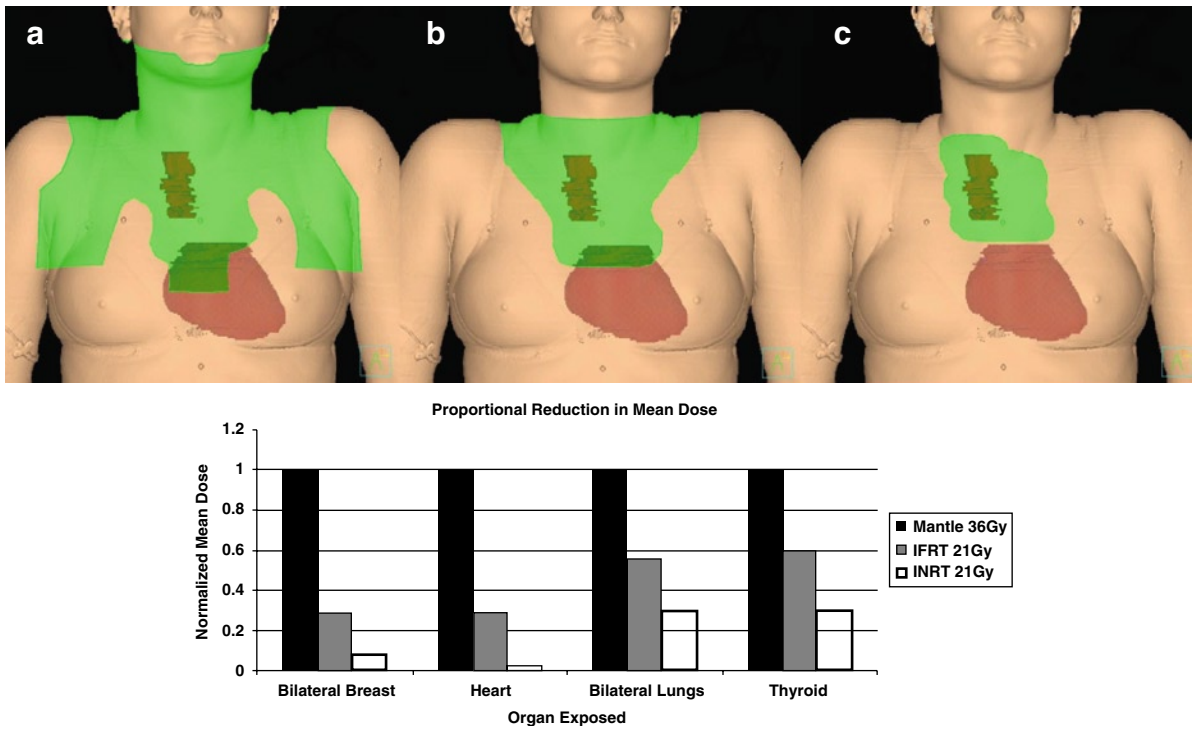 a
b
c
Proportional Reduction in Mean Dose
Normalized Mean Dose
1.2
1
0.8
0.6
0.4
0.2
0
Bilateral Breast
Heart
Bilateral Lungs
Thyroid
Organ Exposed
Mantle 36Gy
IFRT 21Gy
INRT 21Gy